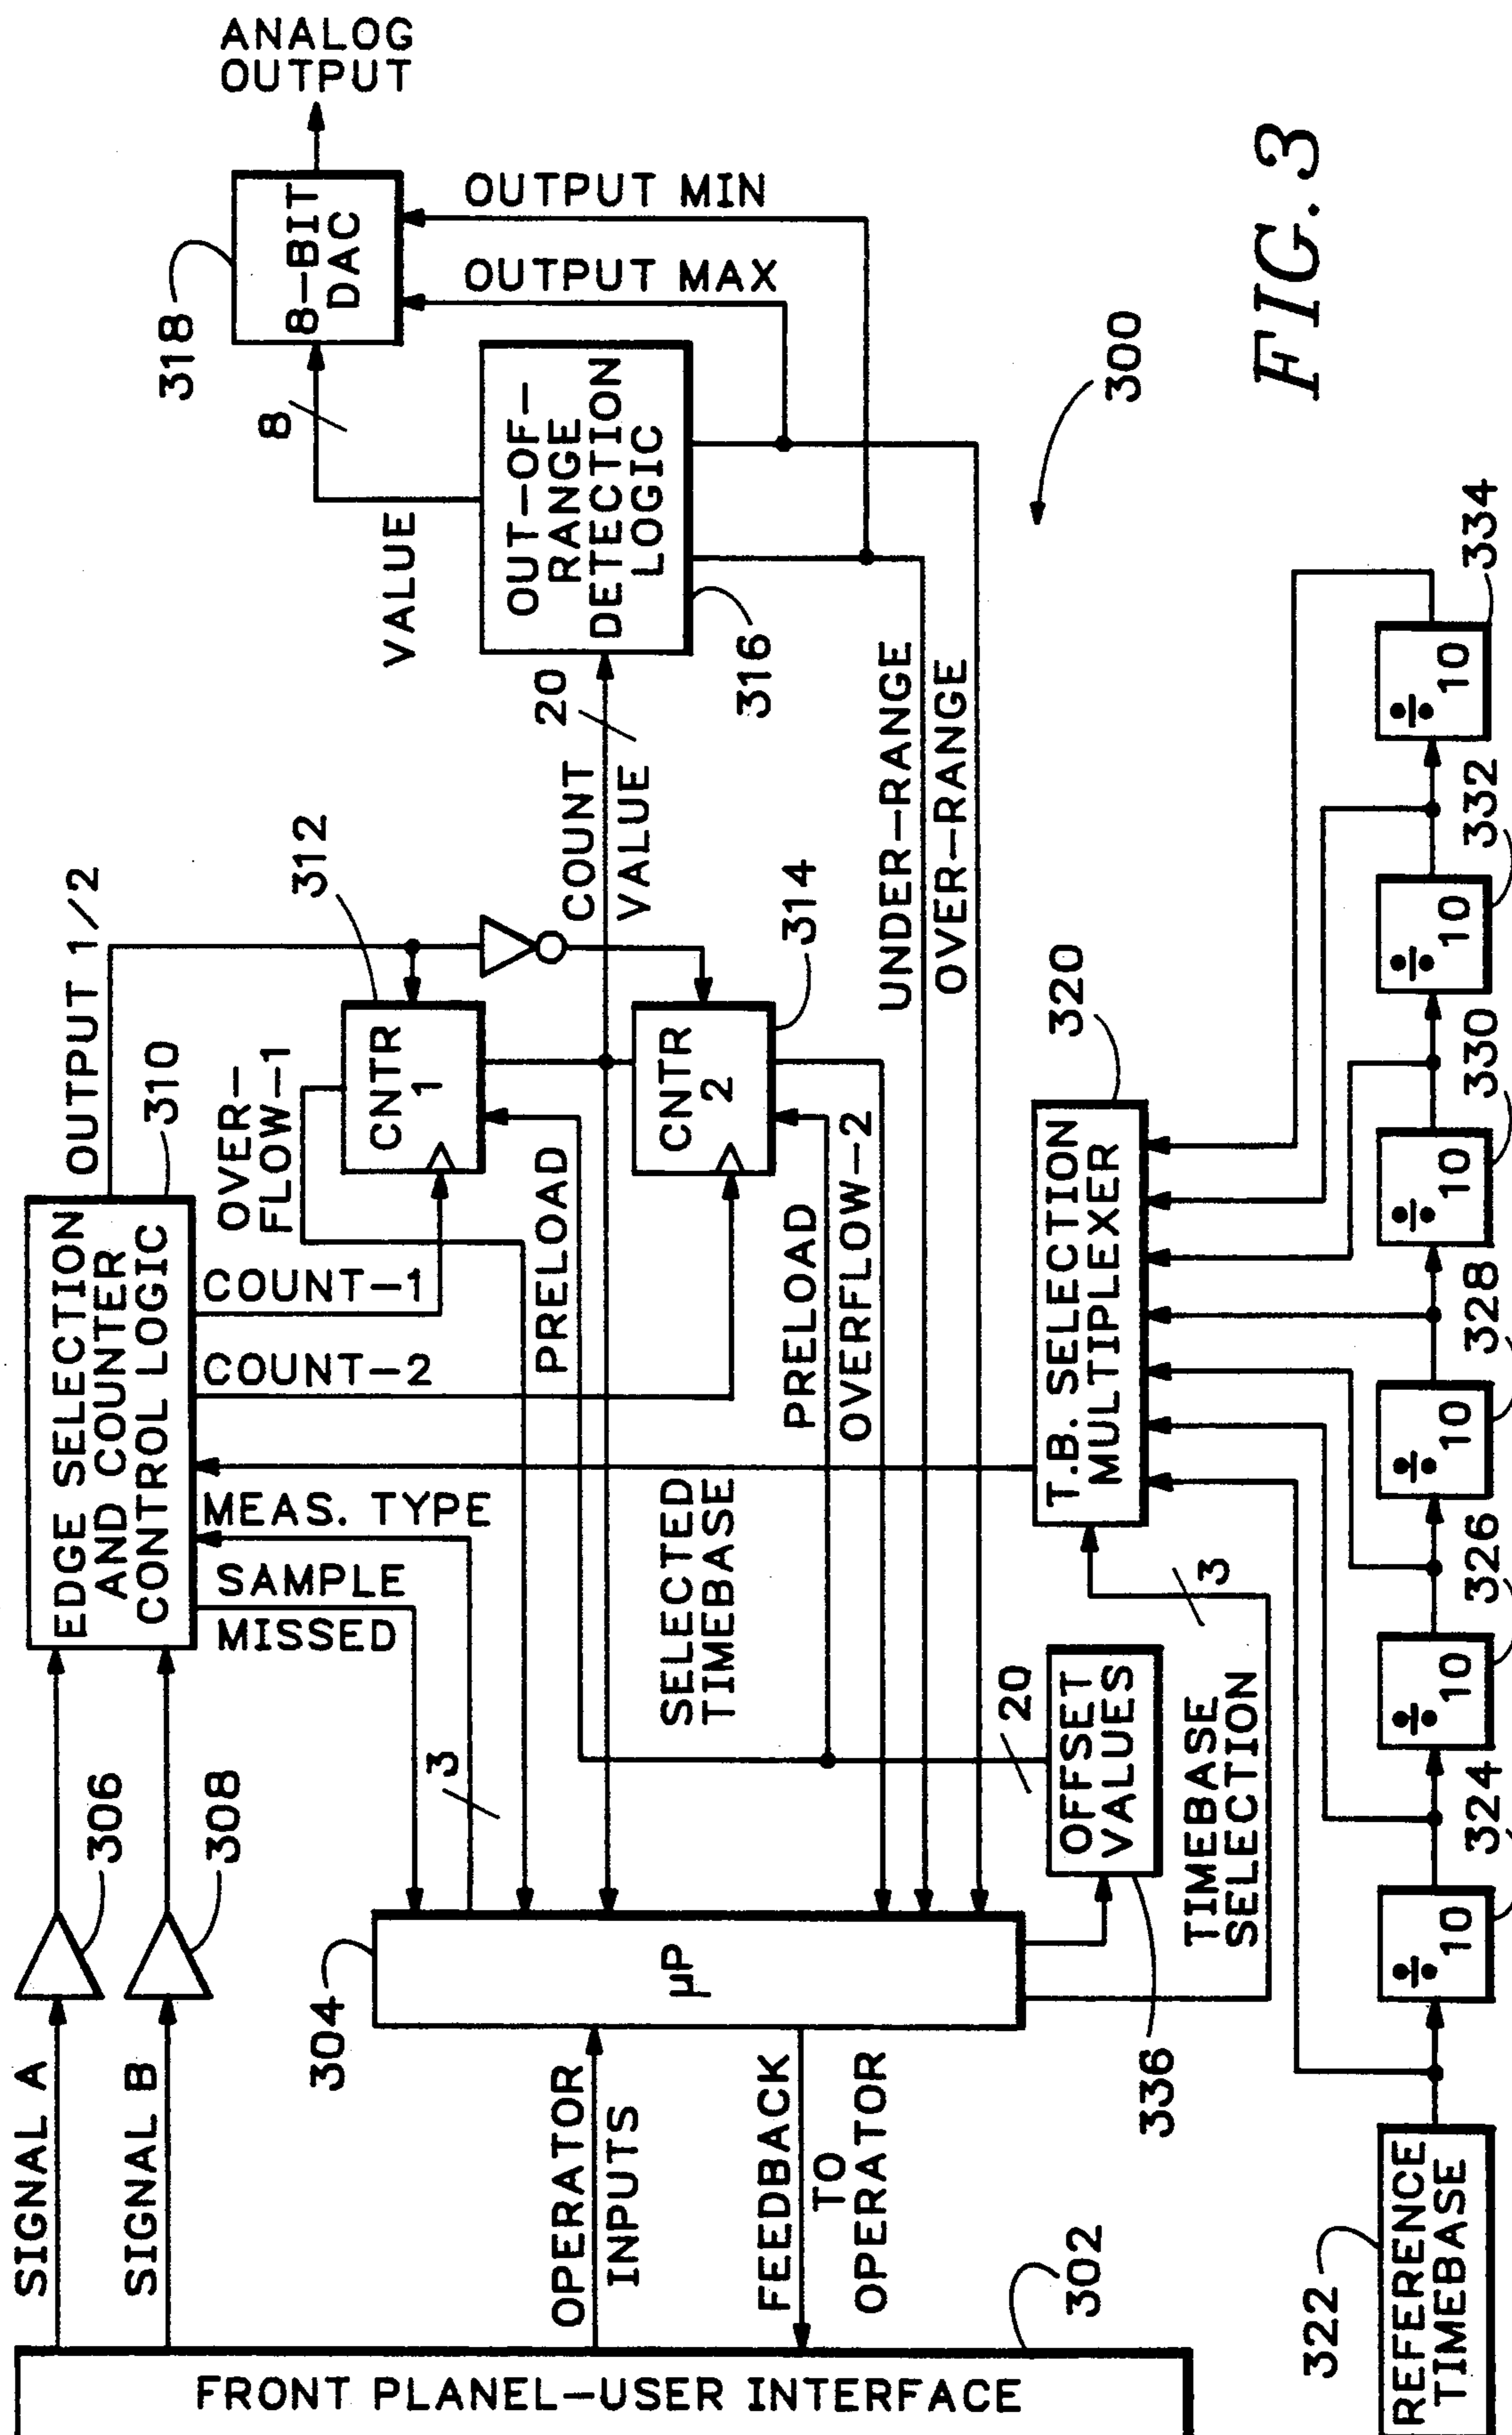 FRONT PLANEL-USER INTERFACE
302
SIGNAL A
SIGNAL B
306
308
OPERATOR
INPUTS
FEEDBACK
TO
OPERATOR
304
μP
EDGE SELECTION
AND COUNTER
CONTROL LOGIC
310
OUTPUT 1/2
COUNT-1
COUNT-2
MEAS. TYPE
SAMPLE
MISSED
3
OVER-
FLOW-1
PRELOAD
CNTR
1
312
CNTR
2
314
COUNT
VALUE
20
PRELOAD
OVERFLOW-2
SELECTED
TIMEBASE
OUT-OF-
RANGE
DETECTION
LOGIC
316
VALUE
8
8-BIT
DAC
318
ANALOG
OUTPUT
OUTPUT MAX
OUTPUT MIN
UNDER-RANGE
OVER-RANGE
300
OFFSET
VALUES
20
336
TIMEBASE
SELECTION
3
T.B. SELECTION
MULTIPLEXER
320
REFERENCE
TIMEBASE
322
÷10
324
÷10
326
÷10
328
÷10
330
÷10
332
÷10
334
FIG.3